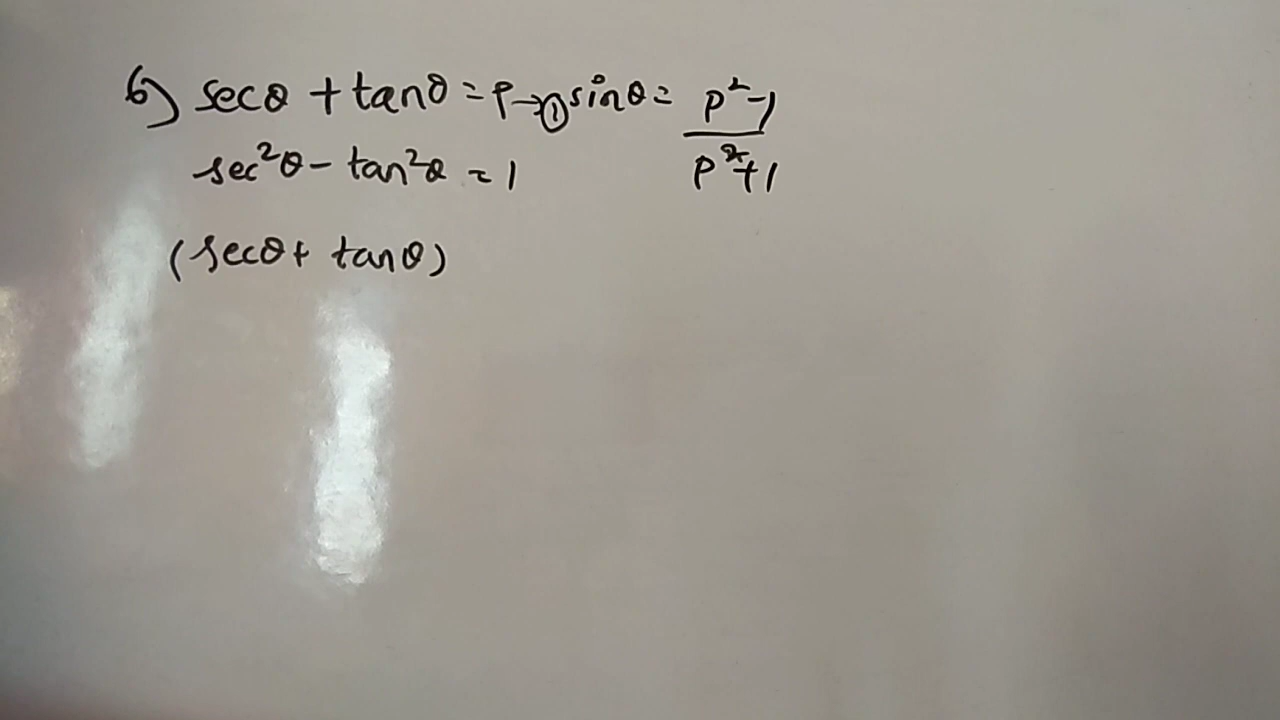 6) secθ + tanθ = P → ① sinθ = p² - 1 / p² + 1
sec²θ - tan²θ = 1
(secθ + tanθ)